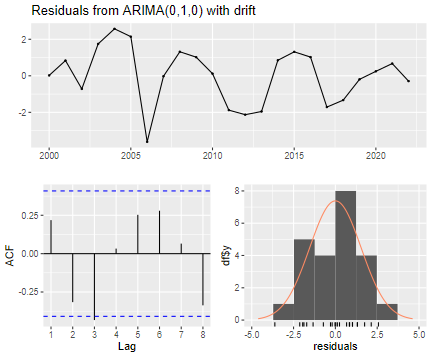 Residuals from ARIMA(0,1,0) with drift
2
0
-2
2000
2005
2010
2015
2020
ACF
0.25
0.00
-0.25
1 2 3 4 5 6 7 8
Lag
df$y
8
6
4
2
0
-5.0 -2.5 0.0 2.5 5.0
residuals